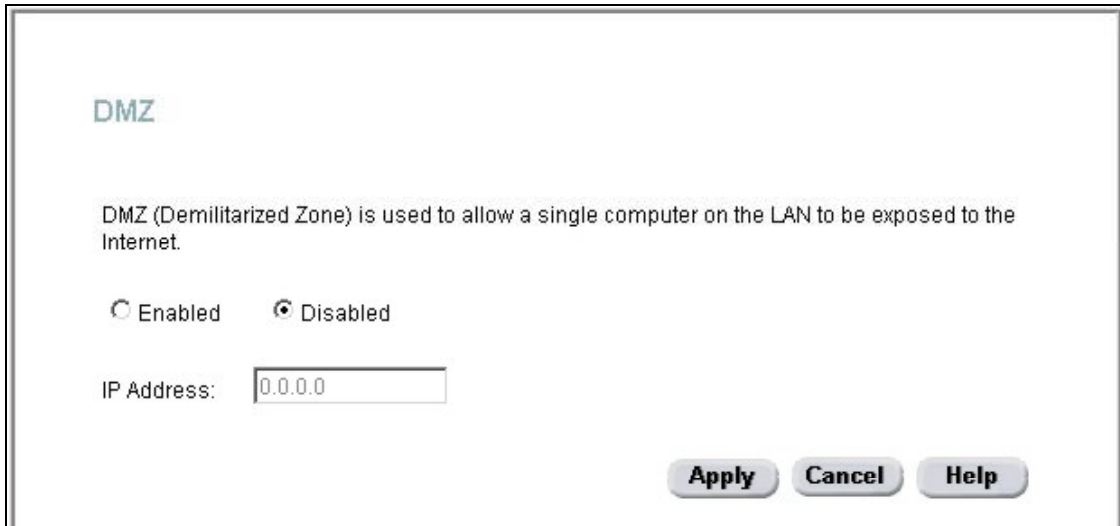 DMZ
DMZ (Demilitarized Zone) is used to allow a single computer on the LAN to be exposed to the
Internet.
Enabled Disabled
IP Address: 0.0.0.0
Apply Cancel Help